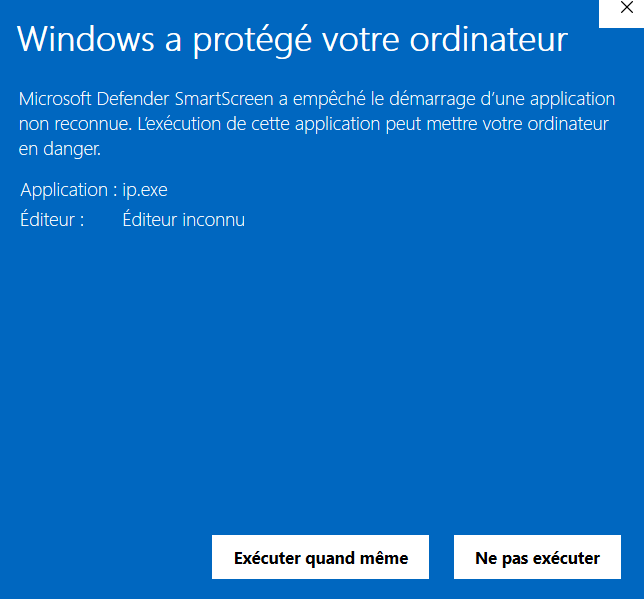 Windows a protégé votre ordinateur
Microsoft Defender SmartScreen a empêché le démarrage d’une application
non reconnue. L’exécution de cette application peut mettre votre ordinateur
en danger.
Application : ip.exe
Éditeur : Éditeur inconnu
Exécuter quand même Ne pas exécuter